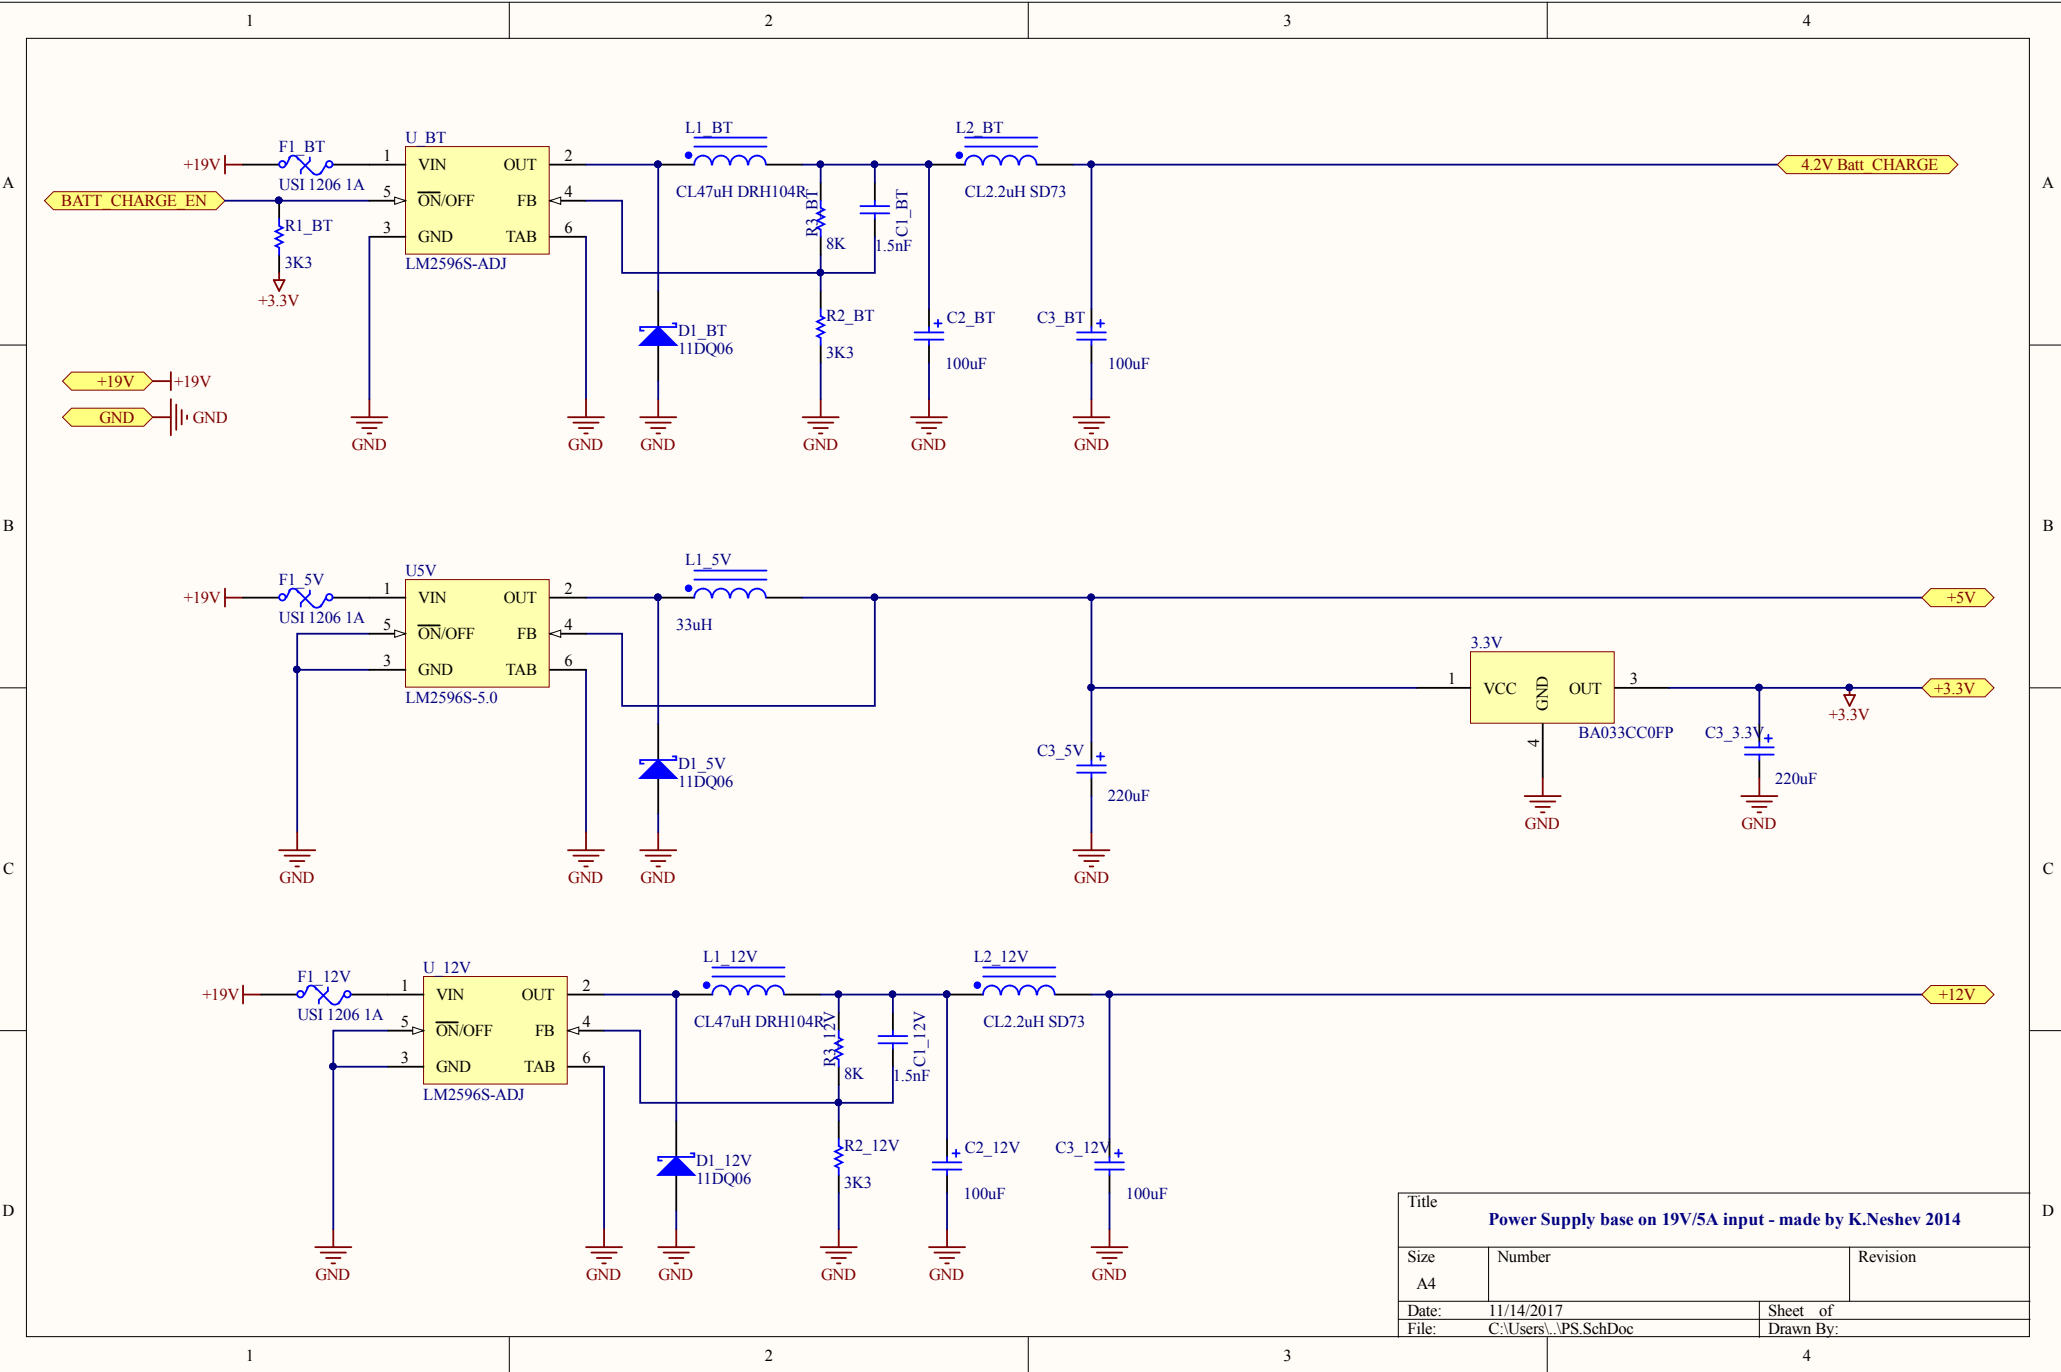 1 2 3 4
A A
L1_BT L2_BT
F1_BT U_BT
+19V 1 VIN OUT 2 4.2V Batt_CHARGE
USI 1206 1A CL47uH DRH104R CL2.2uH SD73
BATT_CHARGE_EN 5 ON/OFF FB 4 R3_BT C1_BT
R1_BT 3 GND TAB 6 8K 1.5nF
3K3 LM2596S-ADJ
+3.3V
D1_BT R2_BT C2_BT + C3_BT +
11DQ06 3K3 100uF 100uF
+19V +19V
GND GND
GND GND GND GND GND GND
B B
L1_5V
F1_5V U5V
+19V 1 VIN OUT 2 +5V
USI 1206 1A 33uH
5 ON/OFF FB 4
3 GND TAB 6
LM2596S-5.0
3.3V
1 VCC GND OUT 3 +3.3V
+3.3V
4 BA033CC0FP C3_3.3V +
220uF
D1_5V C3_5V +
11DQ06 220uF
GND GND
GND GND GND GND
C C
L1_12V L2_12V
F1_12V U_12V
+19V 1 VIN OUT 2 +12V
USI 1206 1A CL47uH DRH104R CL2.2uH SD73
5 ON/OFF FB 4 R3_12V C1_12V
3 GND TAB 6 8K 1.5nF
LM2596S-ADJ
D1_12V R2_12V C2_12V + C3_12V +
11DQ06 3K3 100uF 100uF
GND GND GND GND GND GND
D D
Title
Power Supply base on 19V/5A input - made by K.Neshev 2014
Size Number Revision
A4
Date: 11/14/2017 Sheet of
File: C:\Users\..\PS.SchDoc Drawn By:
1 2 3 4